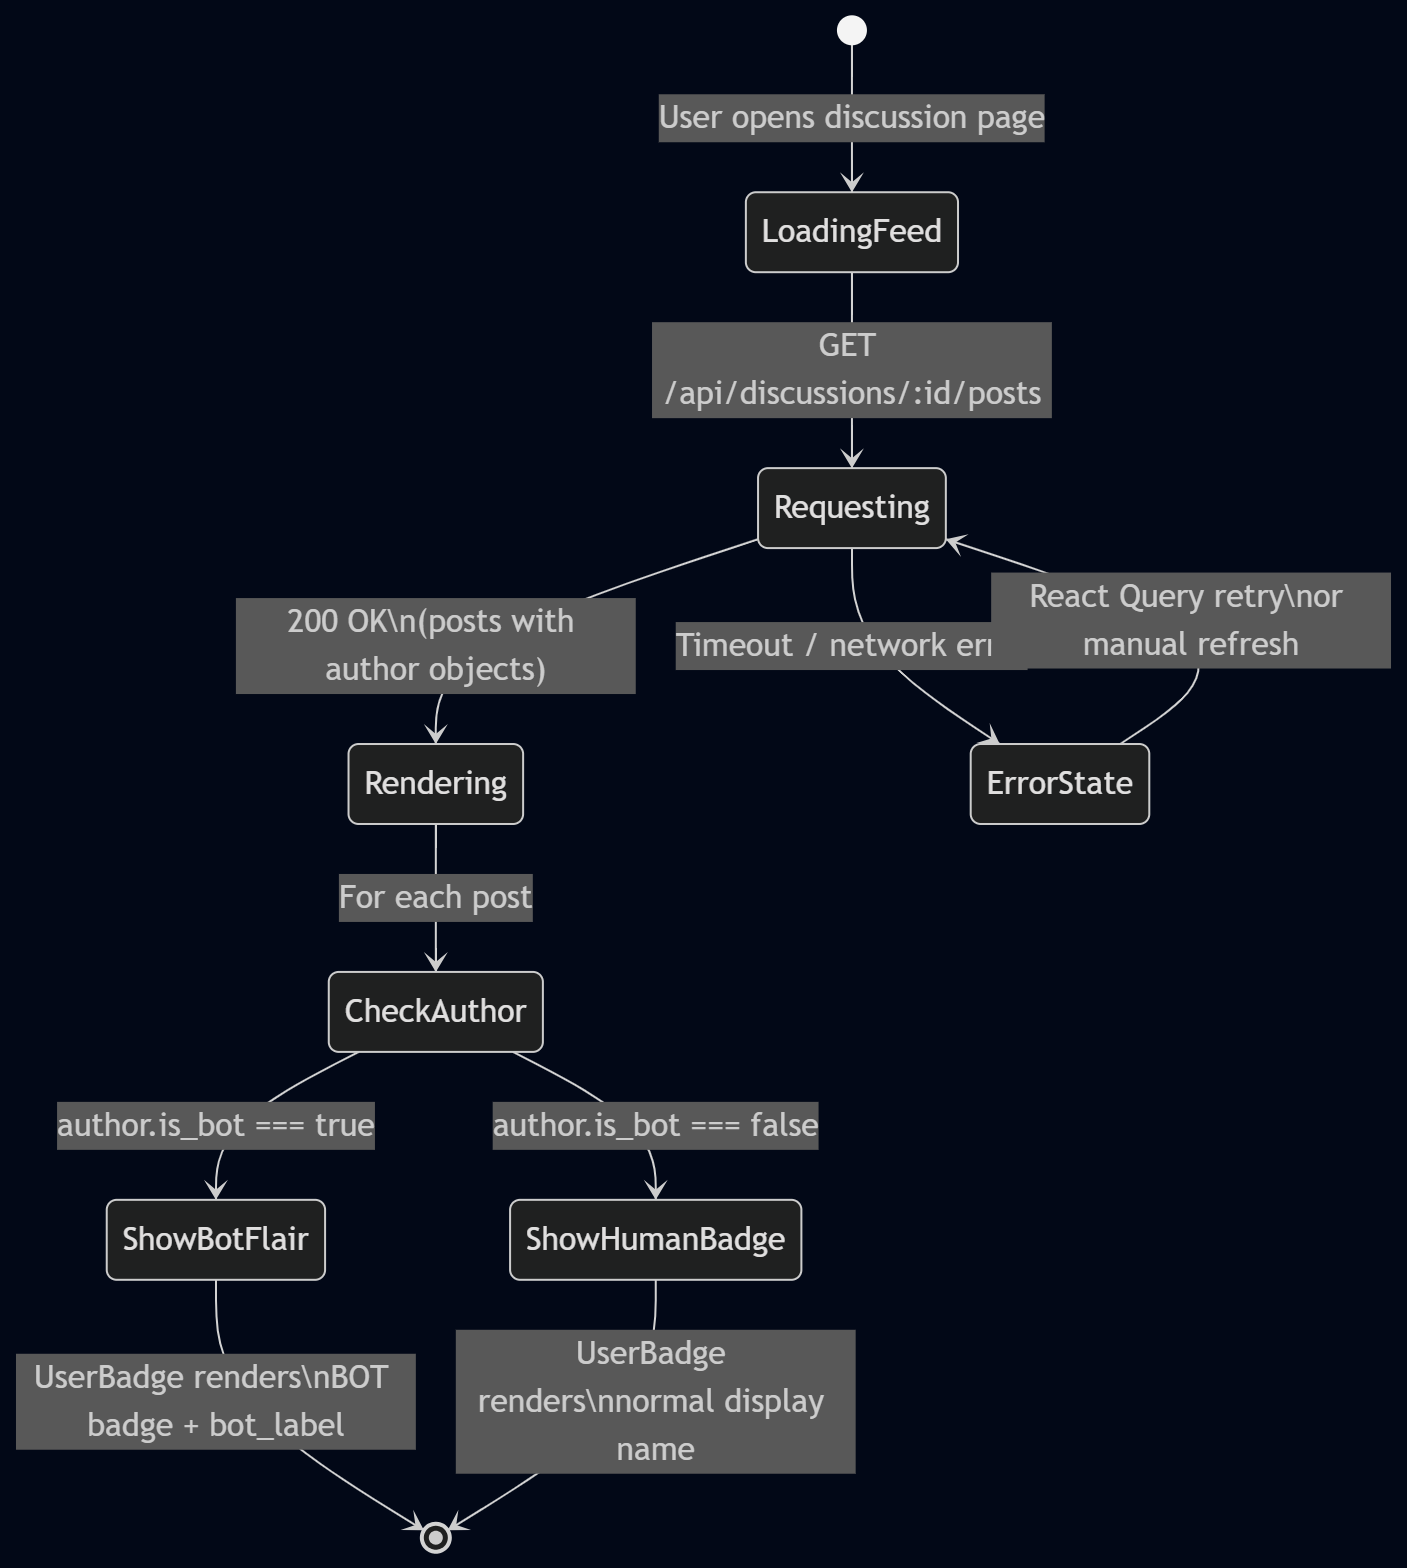 User opens discussion page
LoadingFeed
GET
/api/discussions/:id/posts
Requesting
200 OK\n(posts with
author objects)
Timeout / network
React Query retry\nor
manual refresh
Rendering
ErrorState
For each post
CheckAuthor
author.is_bot === true
author.is_bot === false
ShowBotFlair
ShowHumanBadge
UserBadge renders\nBOT
badge + bot_label
UserBadge
renders\nnormal display
name